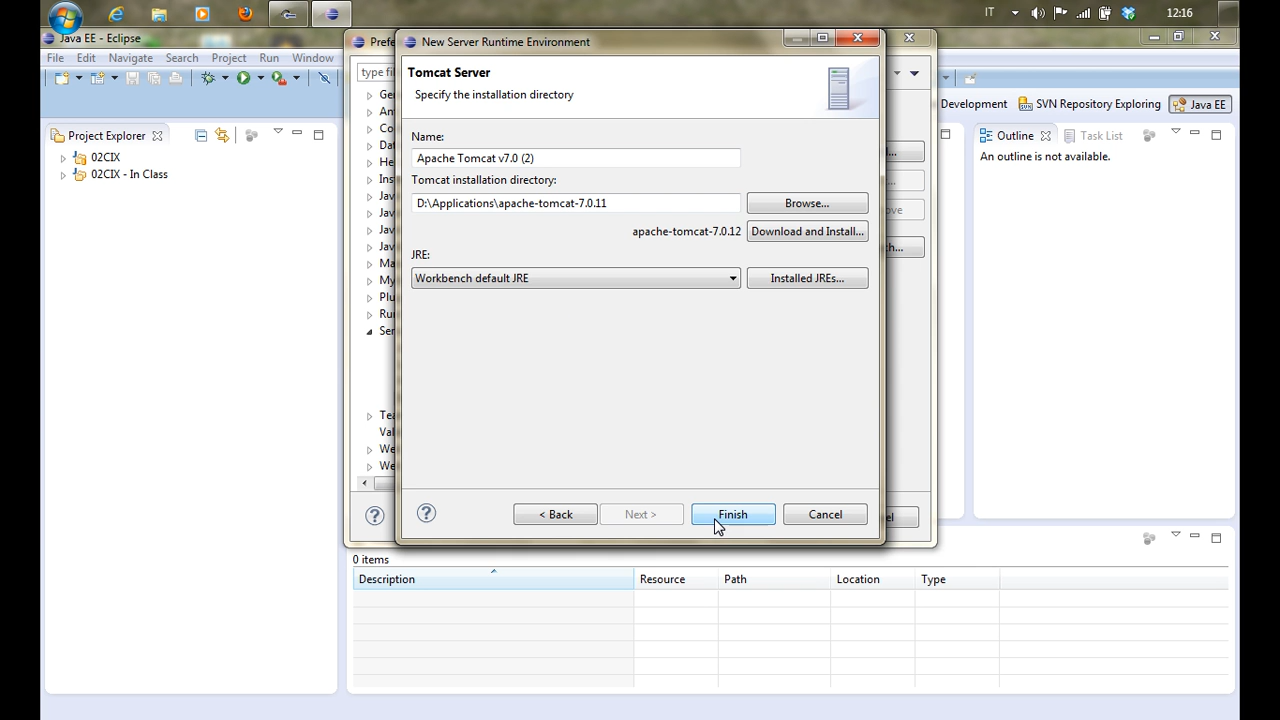 IT
12:16
Java EE - Eclipse
File Edit Navigate Search Project Run Window
Development
SVN Repository Exploring
Java EE
Project Explorer
02CIX
02CIX - In Class
type fil
New Server Runtime Environment
Tomcat Server
Specify the installation directory
Name:
Apache Tomcat v7.0 (2)
Tomcat installation directory:
D:\Applications\apache-tomcat-7.0.11
Browse...
apache-tomcat-7.0.12
Download and Install...
JRE:
Workbench default JRE
Installed JREs...
< Back
Next >
Finish
Cancel
Outline
Task List
An outline is not available.
0 items
Description Resource Path Location Type